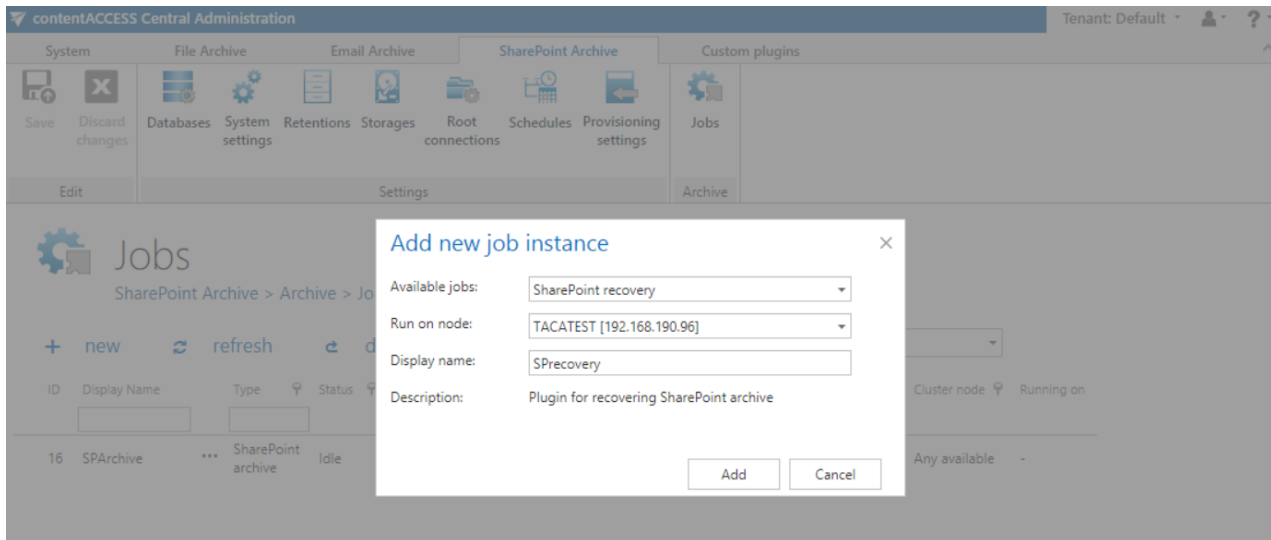 contentACCESS Central Administration
Tenant: Default
?
System
File Archive
Email Archive
SharePoint Archive
Custom plugins
Save
Discard
changes
Databases
System
settings
Retentions
Storages
Root
connections
Schedules
Provisioning
settings
Jobs
Edit
Settings
Archive
Jobs
SharePoint Archive > Archive > Jo
+ new
refresh
d
Add new job instance
Available jobs:
SharePoint recovery
Run on node:
TACATEST [192.168.190.96]
Display name:
SPrecovery
Description:
Plugin for recovering SharePoint archive
Add
Cancel
ID
Display Name
Type
Status
Cluster node
Running on
16
SPArchive
...
SharePoint
archive
Idle
Any available
-